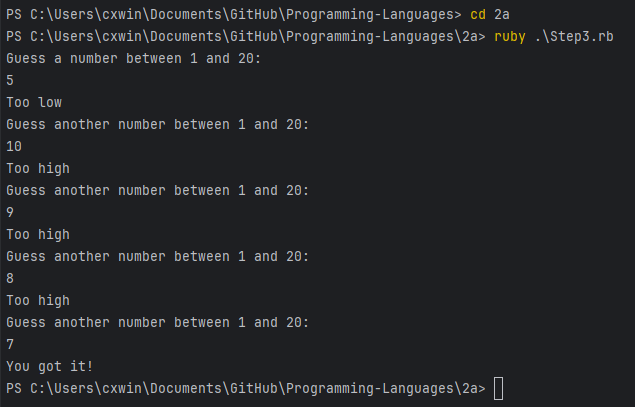 PS C:\Users\cxwin\Documents\GitHub\Programming-Languages> cd 2a
PS C:\Users\cxwin\Documents\GitHub\Programming-Languages\2a> ruby .\Step3.rb
Guess a number between 1 and 20:
5
Too low
Guess another number between 1 and 20:
10
Too high
Guess another number between 1 and 20:
9
Too high
Guess another number between 1 and 20:
8
Too high
Guess another number between 1 and 20:
7
You got it!
PS C:\Users\cxwin\Documents\GitHub\Programming-Languages\2a>